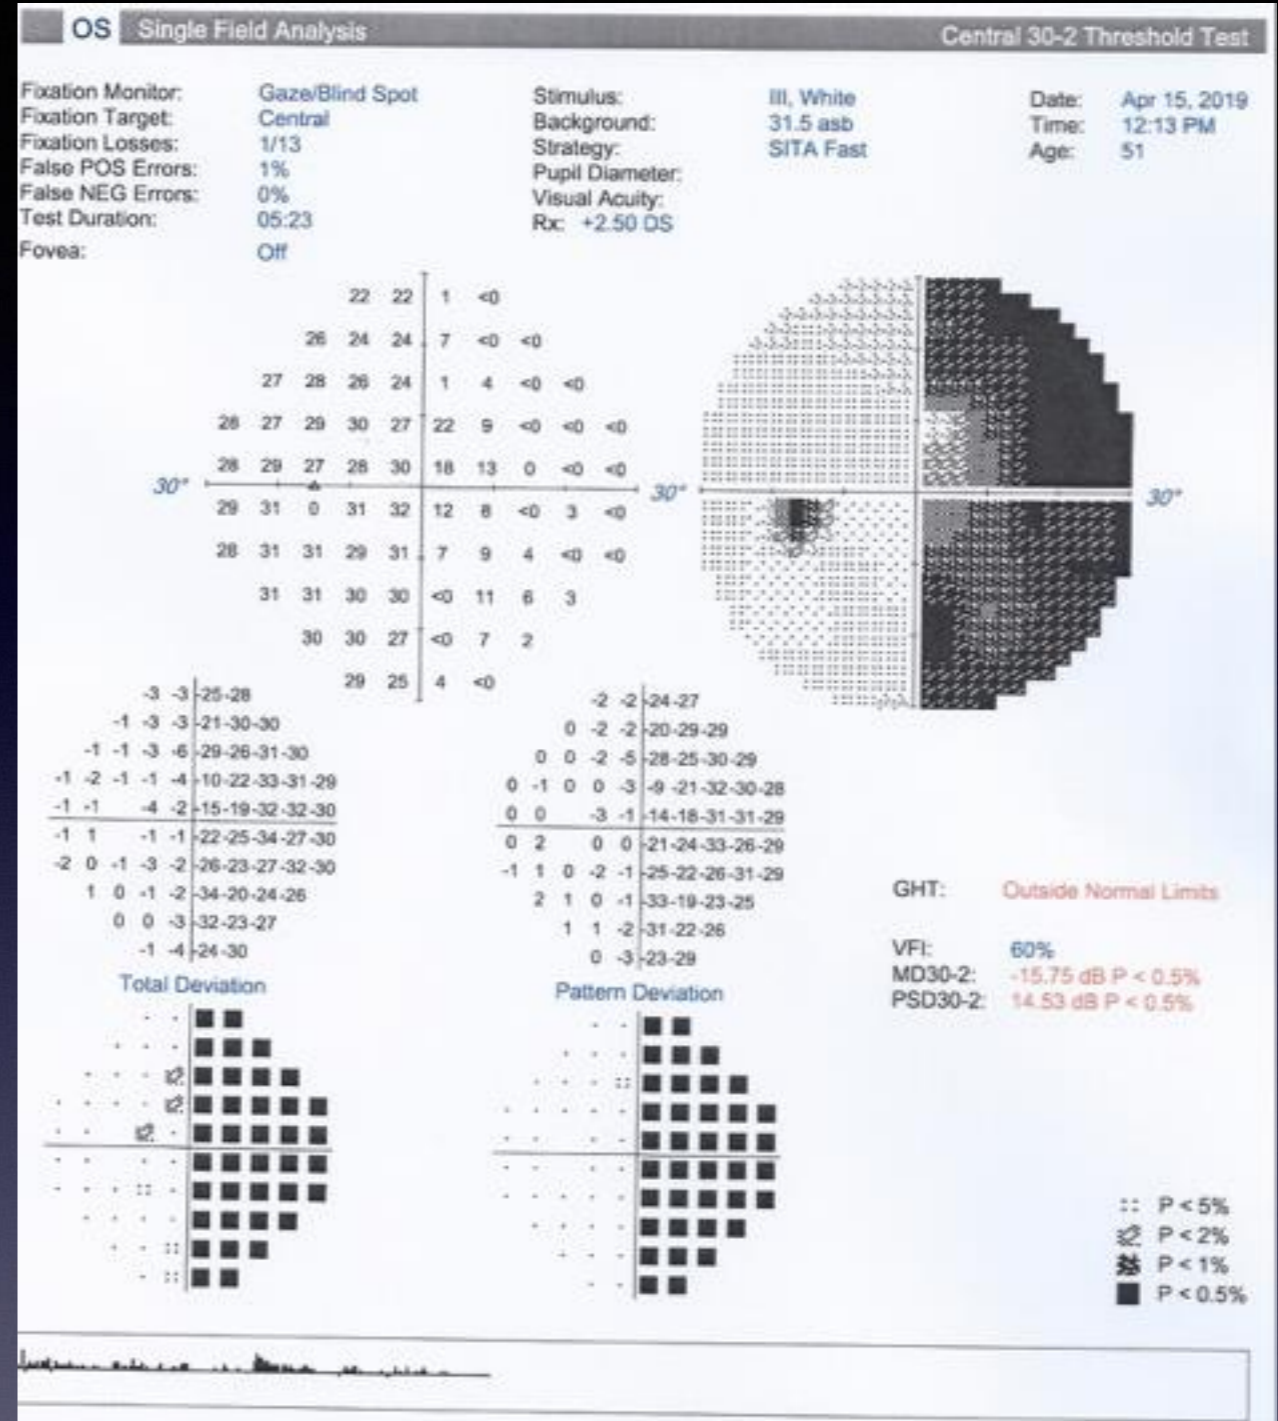 OS Single Field Analysis Central 30-2 Threshold Test
Fixation Monitor: Gaze/Blind Spot Stimulus: III, White Date: Apr 15, 2019
Fixation Target: Central Background: 31.5 asb Time: 12:13 PM
Fixation Losses: 1/13 Strategy: SITA Fast Age: 51
False POS Errors: 1% Pupil Diameter:
False NEG Errors: 0% Visual Acuity:
Test Duration: 05:23 Rx: +2.50 DS
Fovea: Off
22 22 1 <0
26 24 24 7 <0 <0
27 28 26 24 1 4 <0 <0
28 27 29 30 27 22 9 <0 <0 <0
28 29 27 28 30 18 13 0 <0 <0
30° 30° 30°
29 31 0 31 32 12 8 <0 3 <0
28 31 31 29 31 7 9 4 <0 <0
31 31 30 30 <0 11 6 3
30 30 27 <0 7 2
29 25 4 <0
-3 -3 -25 -28
-1 -3 -3 -21 -30 -30
-1 -1 -3 -6 -29 -26 -31 -30
-1 -2 -1 -1 -4 -10 -22 -33 -31 -29
-1 -1 -4 -2 -15 -19 -32 -32 -30
-1 1 -1 -1 -22 -25 -34 -27 -30
-2 0 -1 -3 -2 -26 -23 -27 -32 -30
1 0 -1 -2 -34 -20 -24 -26
0 0 -3 -32 -23 -27
-1 -4 -24 -30
Total Deviation
-2 -2 -24 -27
0 -2 -2 -20 -29 -29
0 0 -2 -5 -28 -25 -30 -29
0 -1 0 0 -3 -9 -21 -32 -30 -28
0 0 -3 -1 -14 -18 -31 -31 -29
0 2 0 0 -21 -24 -33 -26 -29
-1 1 0 -2 -1 -25 -22 -26 -31 -29
2 1 0 -1 -33 -19 -23 -25
1 1 -2 -31 -22 -26
0 -3 -23 -29
Pattern Deviation
GHT: Outside Normal Limits
VFI: 60%
MD30-2: -15.75 dB P < 0.5%
PSD30-2: 14.53 dB P < 0.5%
P < 5%
P < 2%
P < 1%
P < 0.5%